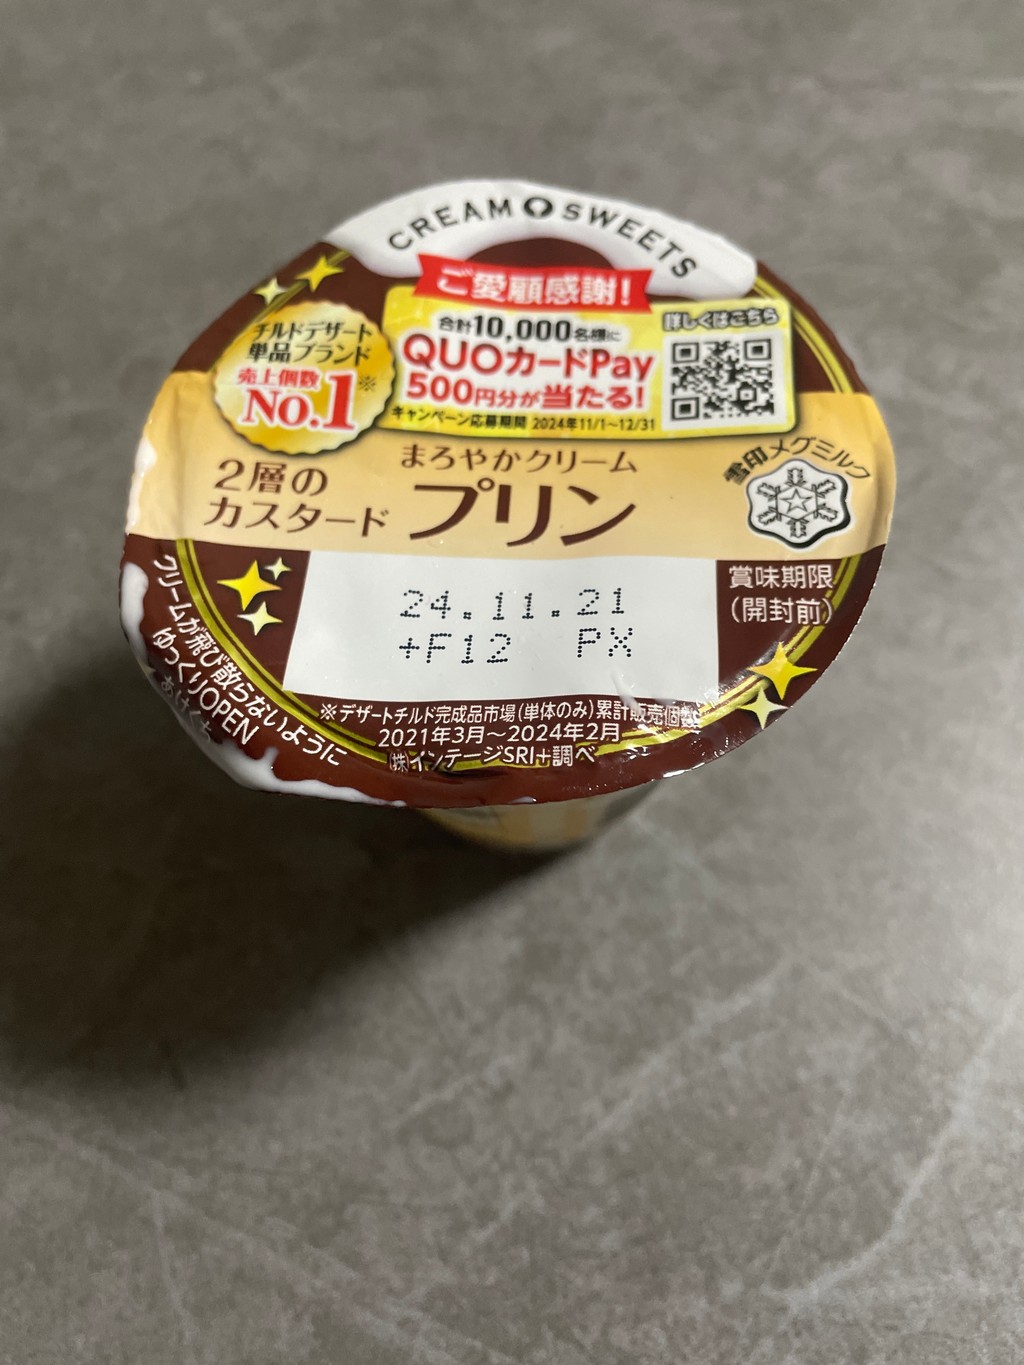 CREAM SWEETS
ご愛顧感謝!
チルドデザート
単品ブランド
売上個数※
No.1
合計10,000名様に
QUOカードPay
500円分が当たる!
キャンペーン応募期間 2024年11/1~12/31
詳しくはこちら
2層の
カスタード
まろやかクリーム
プリン
雪印メグミルク
24.11.21
+F12 PX
賞味期限
(開封前)
クリームが飛び散らないように
ゆっくりOPEN
あけくち
※デザートチルド完成品市場(単体のみ)累計販売個数
2021年3月~2024年2月
㈱インテージSRI+調べ